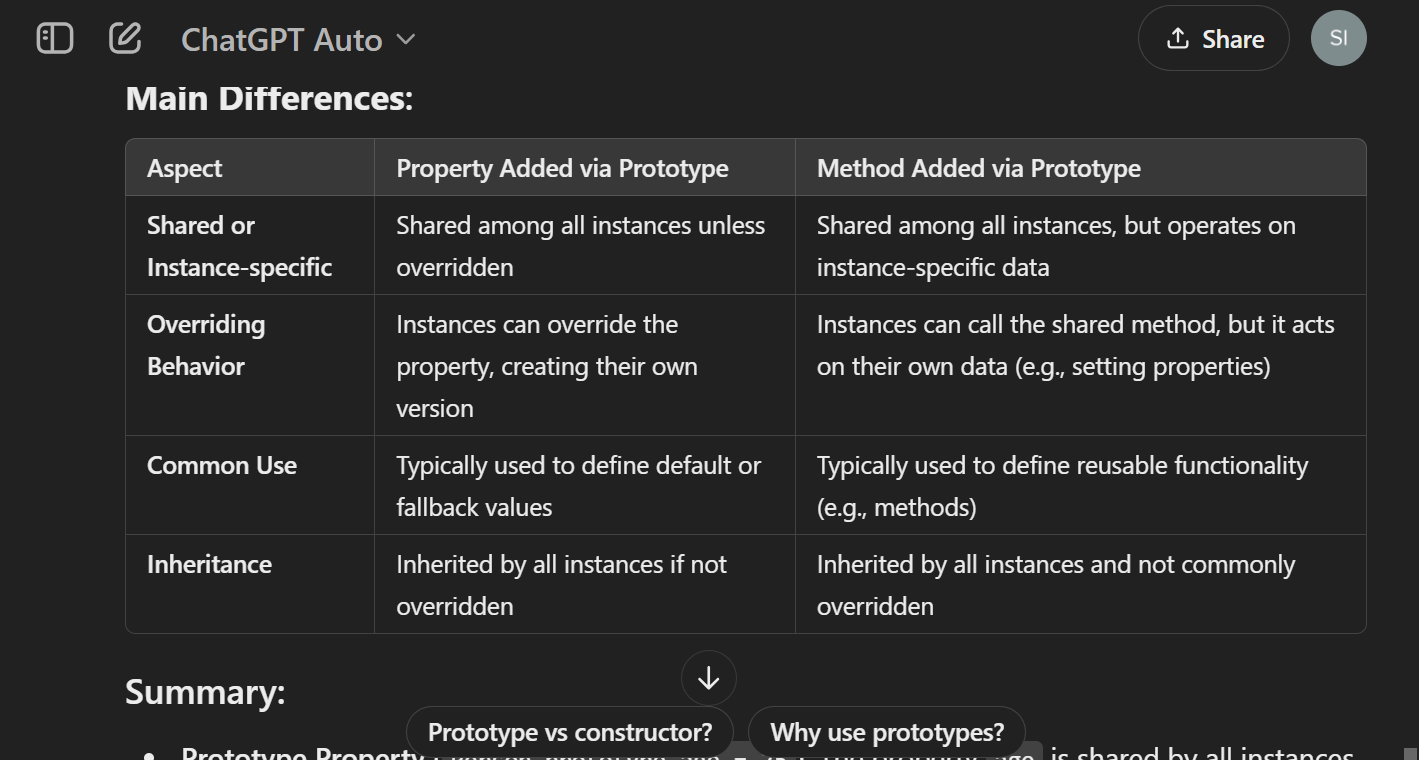 ChatGPT Auto
Share
SI
Main Differences:
Aspect
Property Added via Prototype
Method Added via Prototype
Shared or
Instance-specific
Shared among all instances unless
overridden
Shared among all instances, but operates on
instance-specific data
Overriding
Behavior
Instances can override the
property, creating their own
version
Instances can call the shared method, but it acts
on their own data (e.g., setting properties)
Common Use
Typically used to define default or
fallback values
Typically used to define reusable functionality
(e.g., methods)
Inheritance
Inherited by all instances if not
overridden
Inherited by all instances and not commonly
overridden
Summary:
Prototype vs constructor?
Why use prototypes?
Prototype Property is shared by all instances